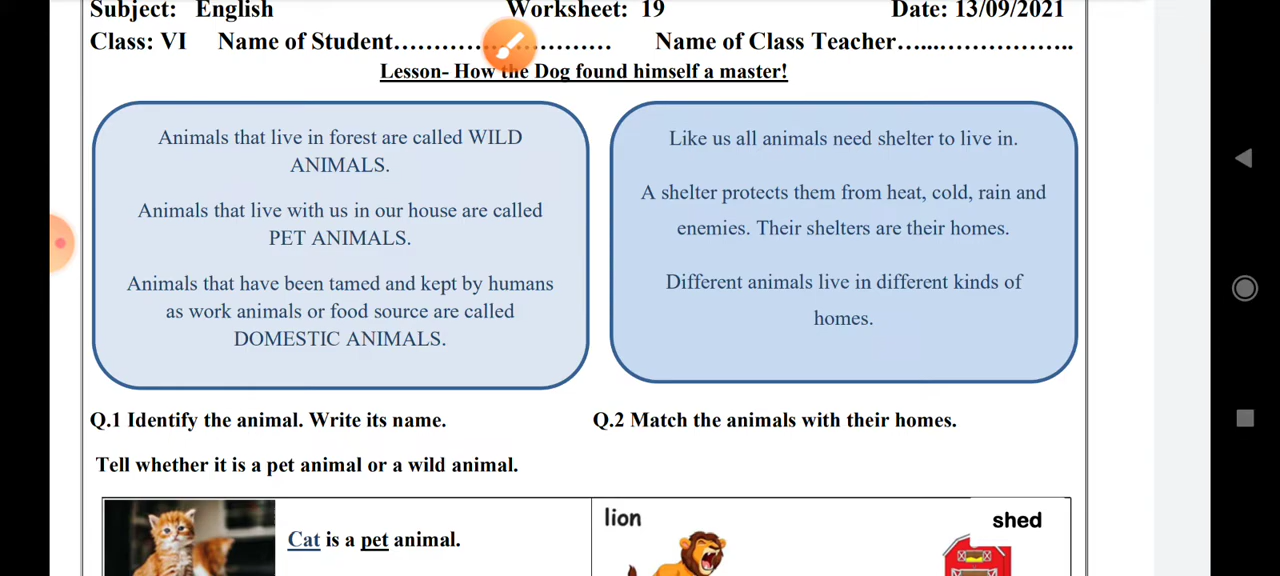 Subject: English Worksheet: 19 Date: 13/09/2021
Class: VI Name of Student.............................. Name of Class Teacher.......................
Lesson- How the Dog found himself a master!
Animals that live in forest are called WILD
ANIMALS.
Animals that live with us in our house are called
PET ANIMALS.
Animals that have been tamed and kept by humans
as work animals or food source are called
DOMESTIC ANIMALS.
Like us all animals need shelter to live in.
A shelter protects them from heat, cold, rain and
enemies. Their shelters are their homes.
Different animals live in different kinds of
homes.
Q.1 Identify the animal. Write its name.
Tell whether it is a pet animal or a wild animal.
Q.2 Match the animals with their homes.
Cat is a pet animal.
lion
shed